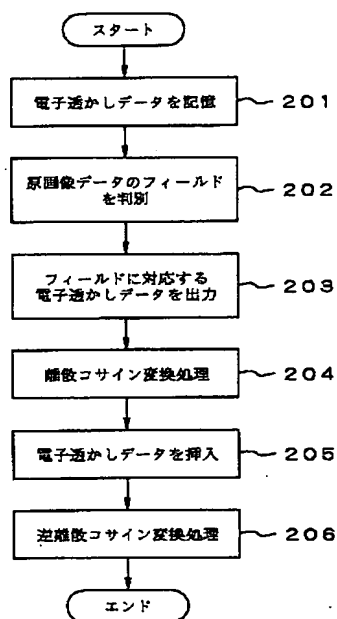 スタート
電子透かしデータを記憶
201
原画像データのフィールド
を判別
202
フィールドに対応する
電子透かしデータを出力
203
離散コサイン変換処理
204
電子透かしデータを挿入
205
逆離散コサイン変換処理
206
エンド